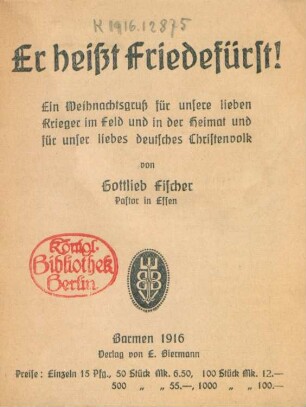 K 1916.12875
Er heißt Friedefürst!
Ein Weihnachtsgruß für unsere lieben
Krieger im Feld und in der Heimat und
für unser liebes deutsches Christenvolk
von
Gottlieb Fischer
Pastor in Essen
Königl.
Bibliothek
Berlin
Barmen 1916
Verlag von E. Biermann
Preise: Einzeln 15 Pfg., 50 Stück Mk. 6.50, 100 Stück Mk. 12.—
500 „ „ 55.—, 1000 „ „ 100.—